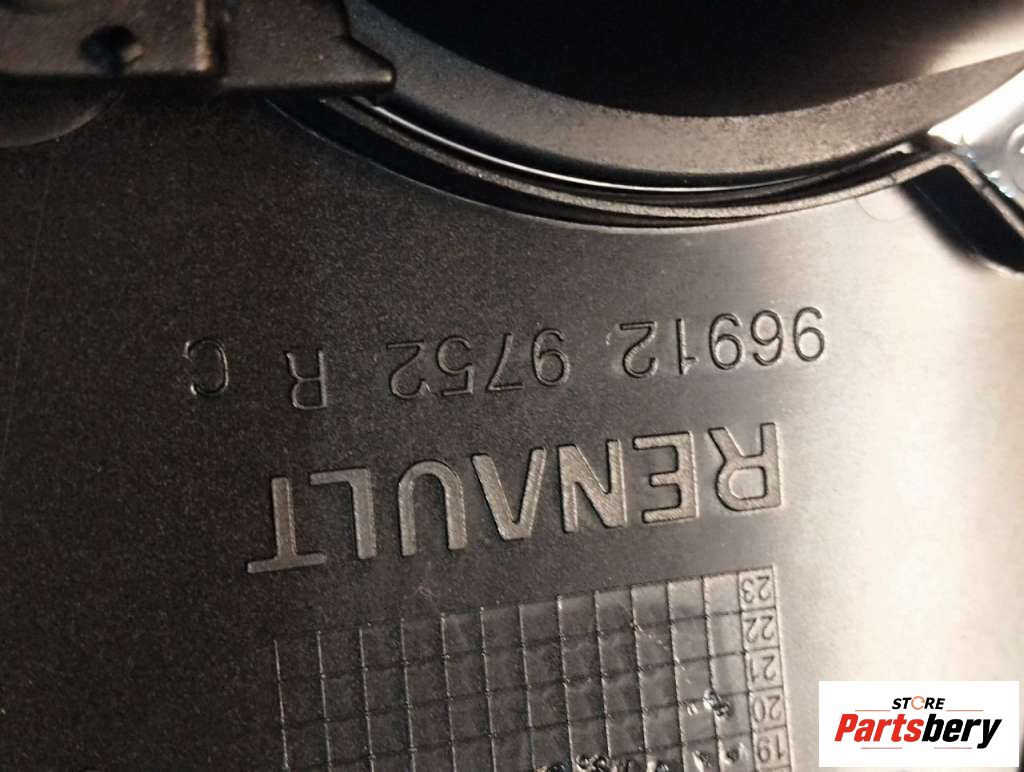 19
20
21
22
23
RENAULT
96912 9752 R C
STORE
Partsbery